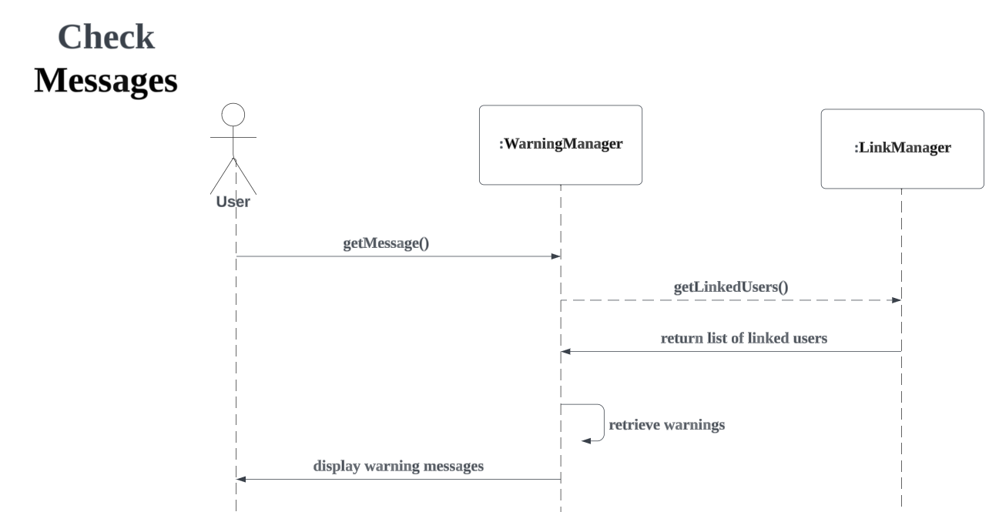 Check
Messages
:WarningManager
:LinkManager
User
getMessage()
getLinkedUsers()
return list of linked users
retrieve warnings
display warning messages